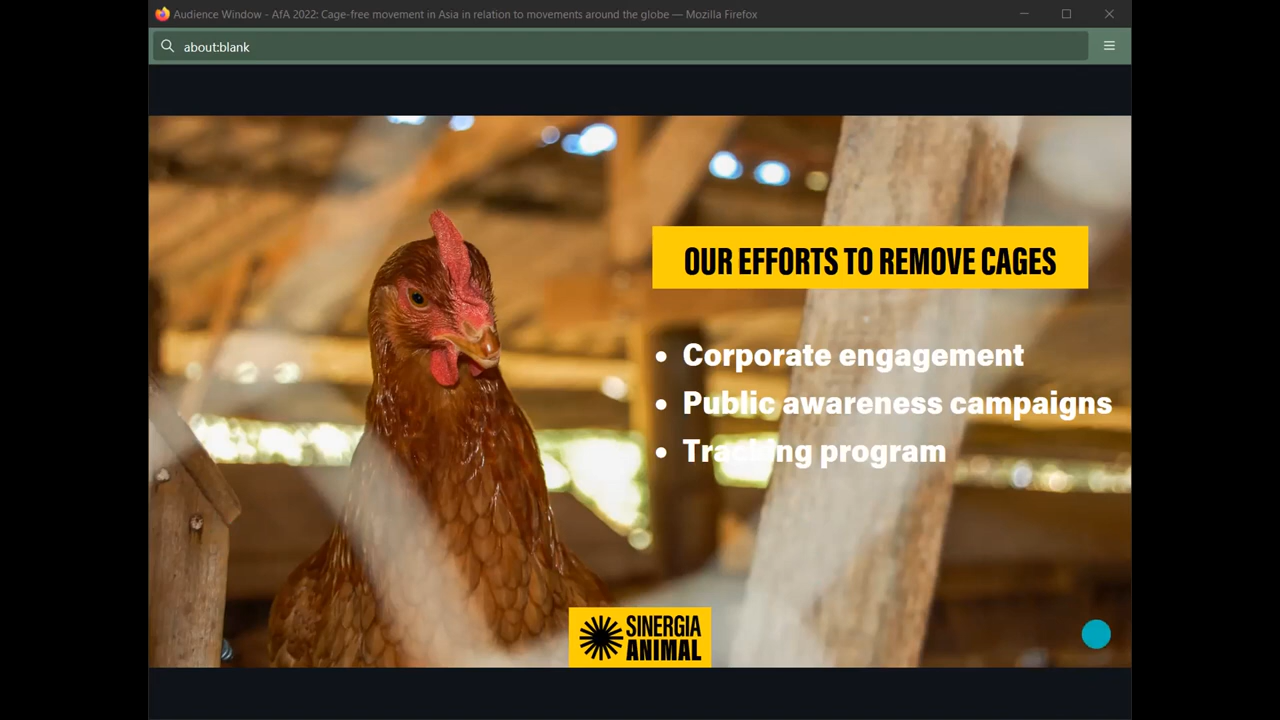 Audience Window - AfA 2022: Cage-free movement in Asia in relation to movements around the globe — Mozilla Firefox
about:blank
OUR EFFORTS TO REMOVE CAGES
• Corporate engagement
• Public awareness campaigns
• Tracking program
SINERGIA
ANIMAL